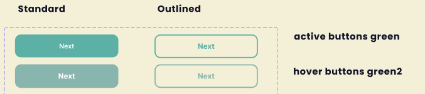 Standard Outlined
Next Next active buttons green
Next Next hover buttons green2